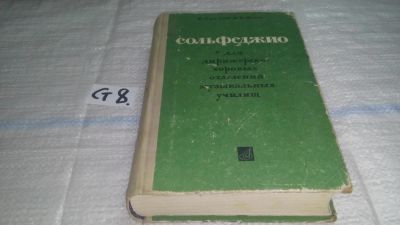 G8.
СОЛЬФЕДЖИО
для
дирижерско-
хоровых
отделений
музыкальных
училищ